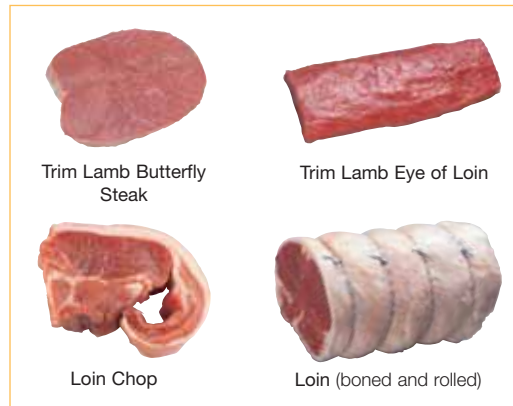 Trim Lamb Butterfly
Steak
Trim Lamb Eye of Loin
Loin Chop
Loin (boned and rolled)